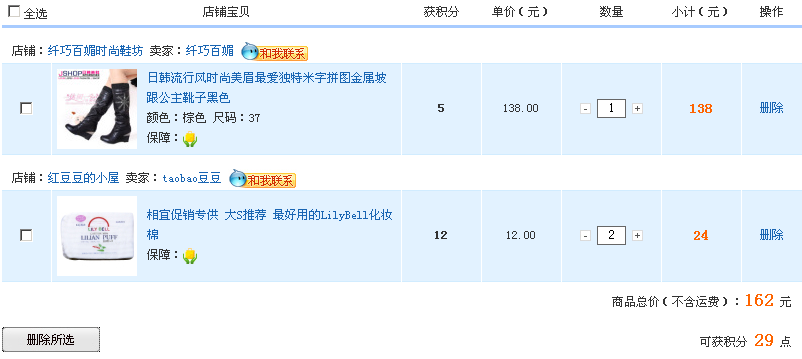 全选 店铺宝贝 获积分 单价（元） 数量 小计（元） 操作
店铺：纤巧百媚时尚鞋坊 卖家：纤巧百媚 和我联系
JSHOP
日韩流行风时尚美眉最爱独特米字拼图金属坡
跟公主靴子黑色
颜色：棕色 尺码：37
保障：
5 138.00 - 1 + 138 删除
店铺：红豆豆的小屋 卖家：taobao豆豆 和我联系
LILY BELL
LILIAN PUFF
相宜促销专供 大S推荐 最好用的LilyBell化妆
棉
保障：
12 12.00 - 2 + 24 删除
商品总价（不含运费）：162 元
删除所选
可获积分 29 点